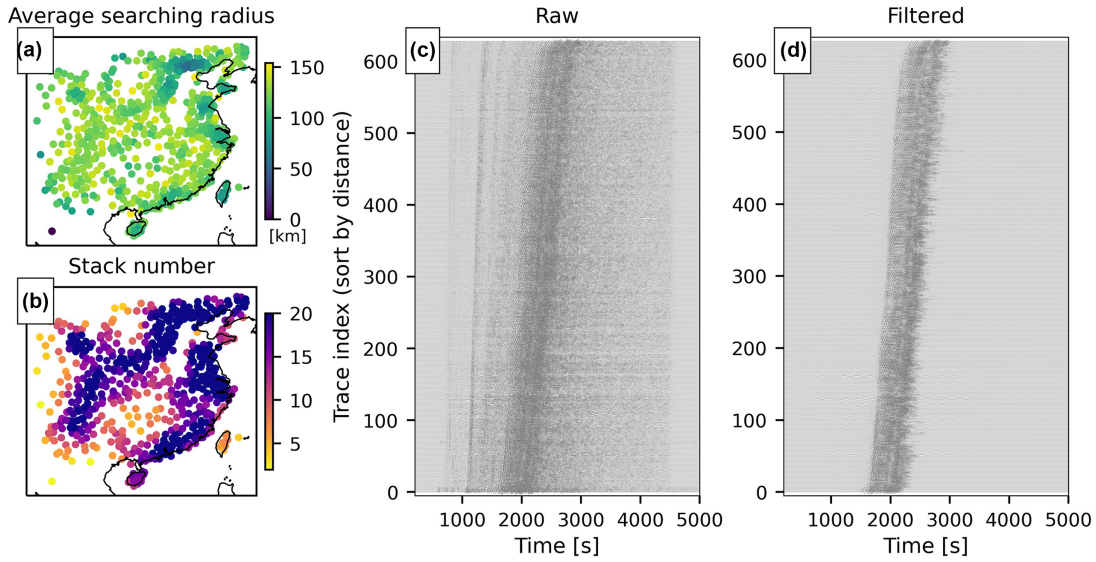 Average searching radius
(a)
150
100
50
0
[km]
Stack number
(b)
20
15
10
5
Raw
(c)
Trace index (sort by distance)
600
500
400
300
200
100
0
1000 2000 3000 4000 5000
Time [s]
Filtered
(d)
600
500
400
300
200
100
0
1000 2000 3000 4000 5000
Time [s]